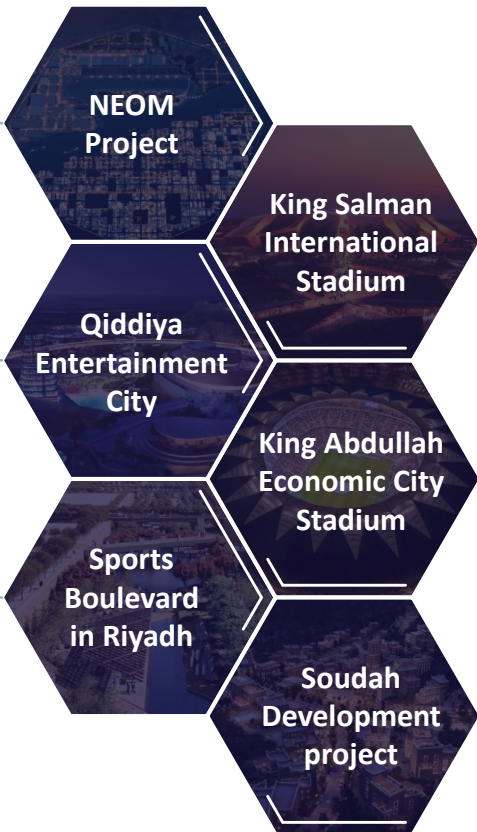 NEOM
Project
King Salman
International
Stadium
Qiddiya
Entertainment
City
King Abdullah
Economic City
Stadium
Sports
Boulevard
in Riyadh
Soudah
Development
project